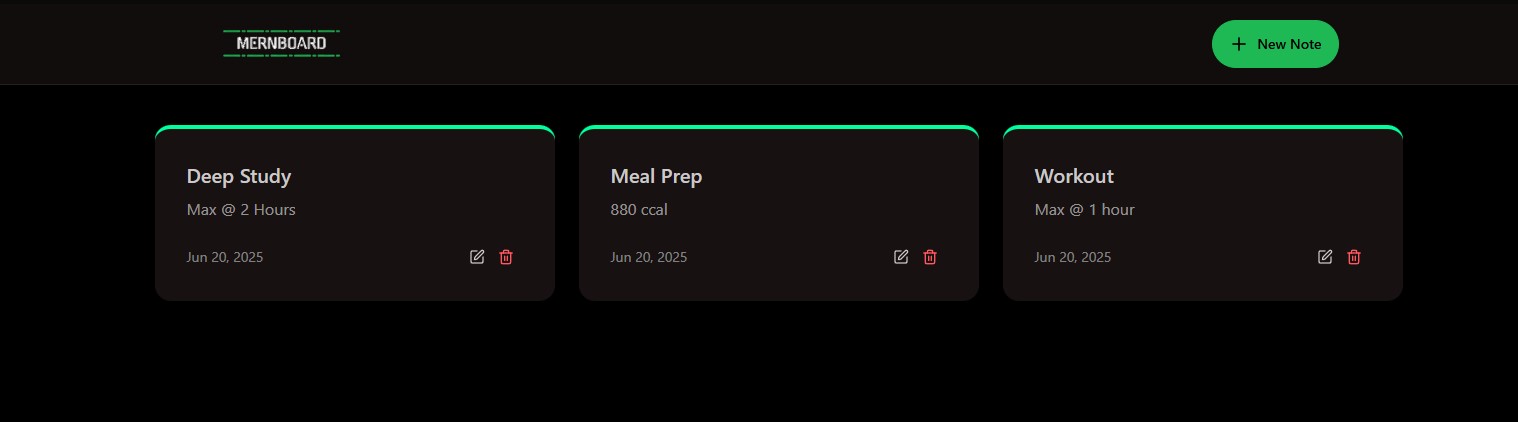 MERNBOARD
New Note
Deep Study
Max @ 2 Hours
Jun 20, 2025
Meal Prep
880 ccal
Jun 20, 2025
Workout
Max @ 1 hour
Jun 20, 2025